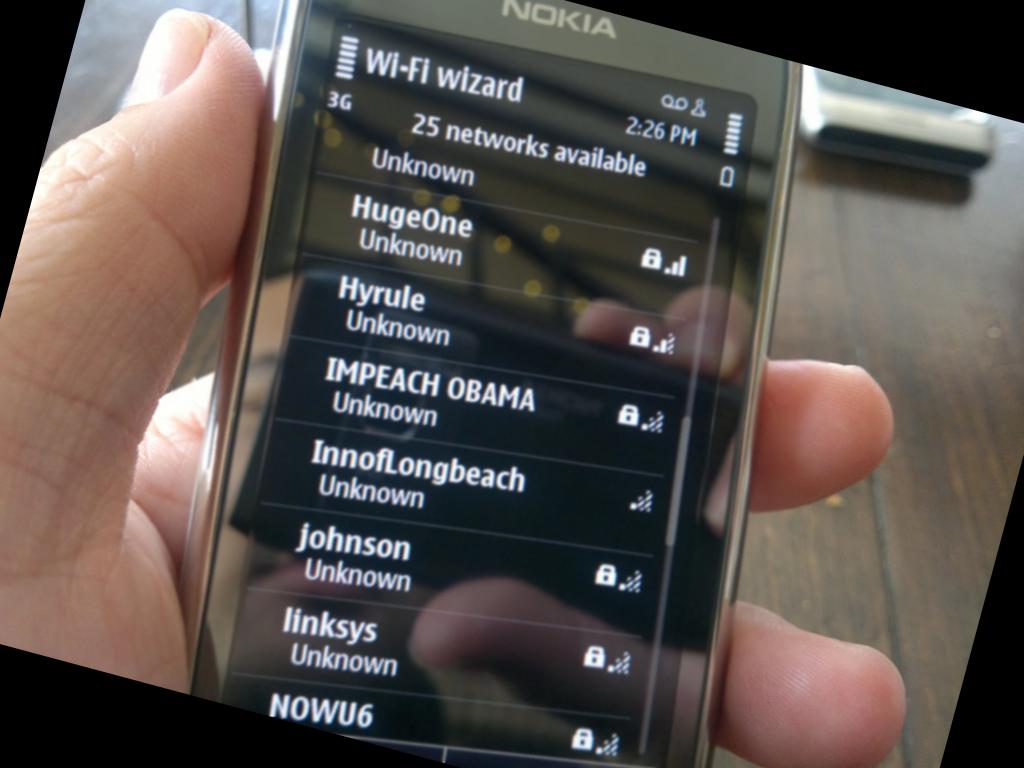 NOKIA
Wi-Fi wizard
3G
2:26 PM
25 networks available
Unknown
HugeOne
Unknown
Hyrule
Unknown
IMPEACH OBAMA
Unknown
InnofLongbeach
Unknown
johnson
Unknown
linksys
Unknown
NOWU6